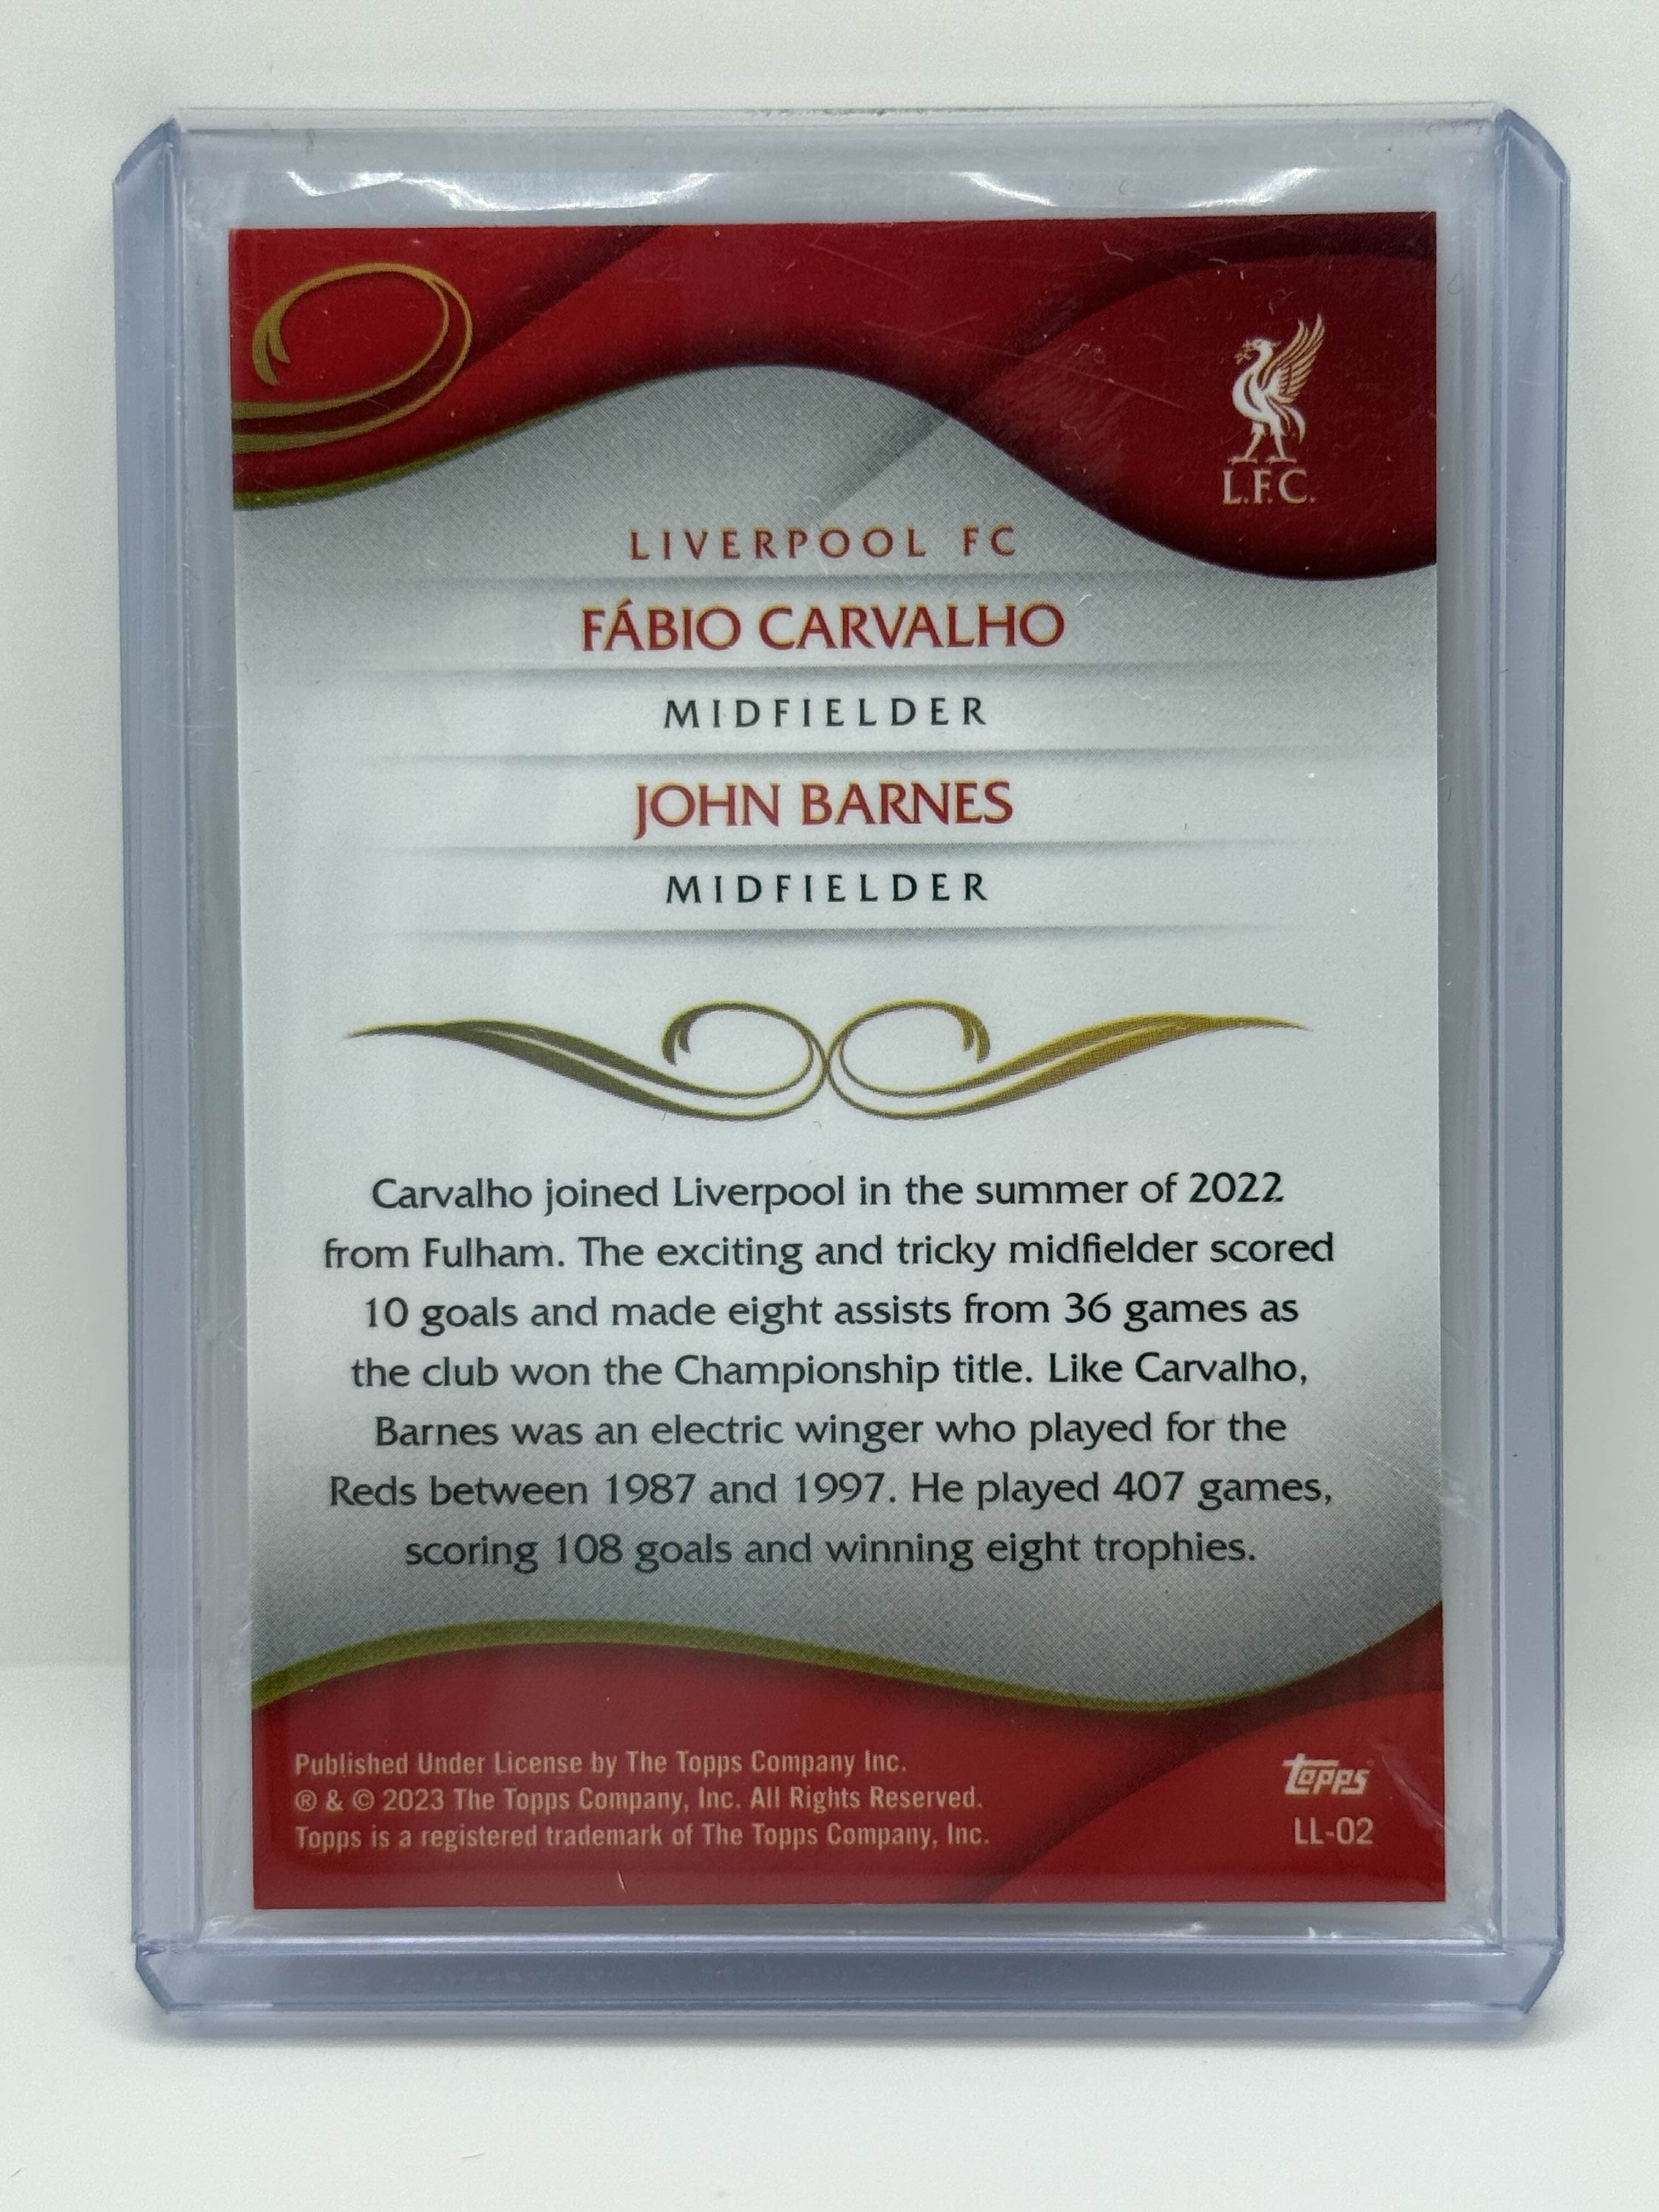 L.F.C.
LIVERPOOL FC
FÁBIO CARVALHO
MIDFIELDER
JOHN BARNES
MIDFIELDER
Carvalho joined Liverpool in the summer of 2022
from Fulham. The exciting and tricky midfielder scored
10 goals and made eight assists from 36 games as
the club won the Championship title. Like Carvalho,
Barnes was an electric winger who played for the
Reds between 1987 and 1997. He played 407 games,
scoring 108 goals and winning eight trophies.
Published Under License by The Topps Company Inc.
® & © 2023 The Topps Company, Inc. All Rights Reserved.
Topps is a registered trademark of The Topps Company, Inc.
topps
LL-02